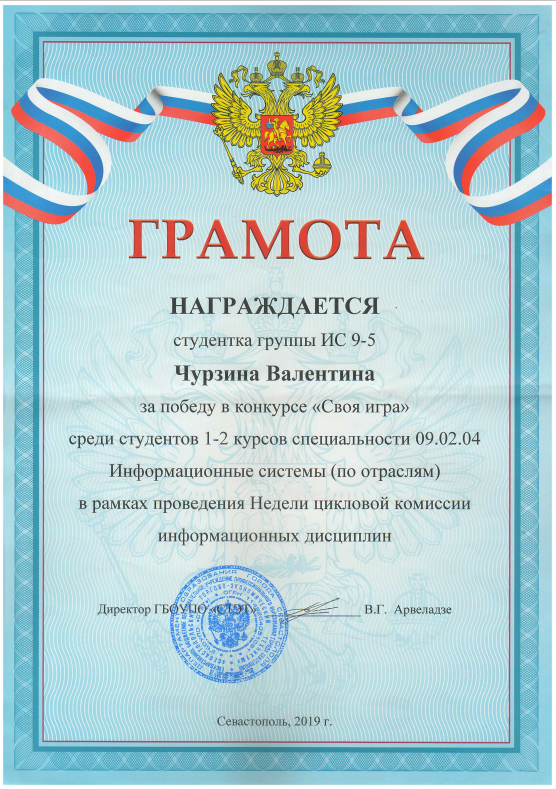 ГРАМОТА
НАГРАЖДАЕТСЯ
студентка группы ИС 9-5
Чурзина Валентина
за победу в конкурсе «Своя игра»
среди студентов 1-2 курсов специальности 09.02.04
Информационные системы (по отраслям)
в рамках проведения Недели цикловой комиссии
информационных дисциплин
Директор ГБОУПО «СТЭТ» В.Г. Арвеладзе
Севастополь, 2019 г.